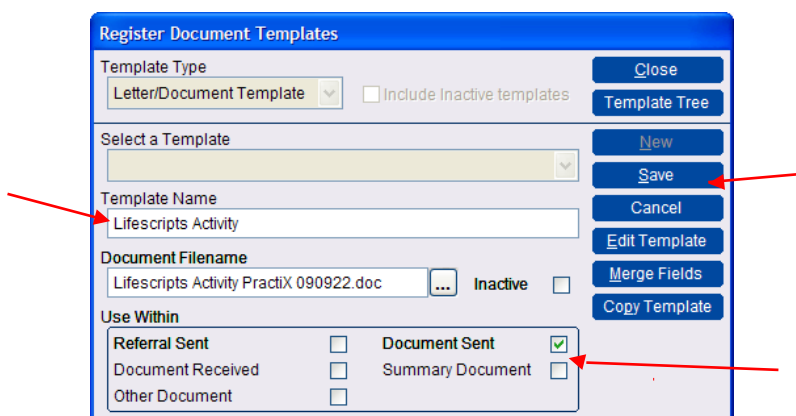 Register Document Templates
Template Type
Close
Letter/Document Template
Include Inactive templates
Template Tree
Select a Template
New
Save
Template Name
Cancel
Lifescripts Activity
Edit Template
Document Filename
Merge Fields
Lifescripts Activity PractiX 090922.doc
...
Inactive
Copy Template
Use Within
Referral Sent
Document Sent
Document Received
Summary Document
Other Document